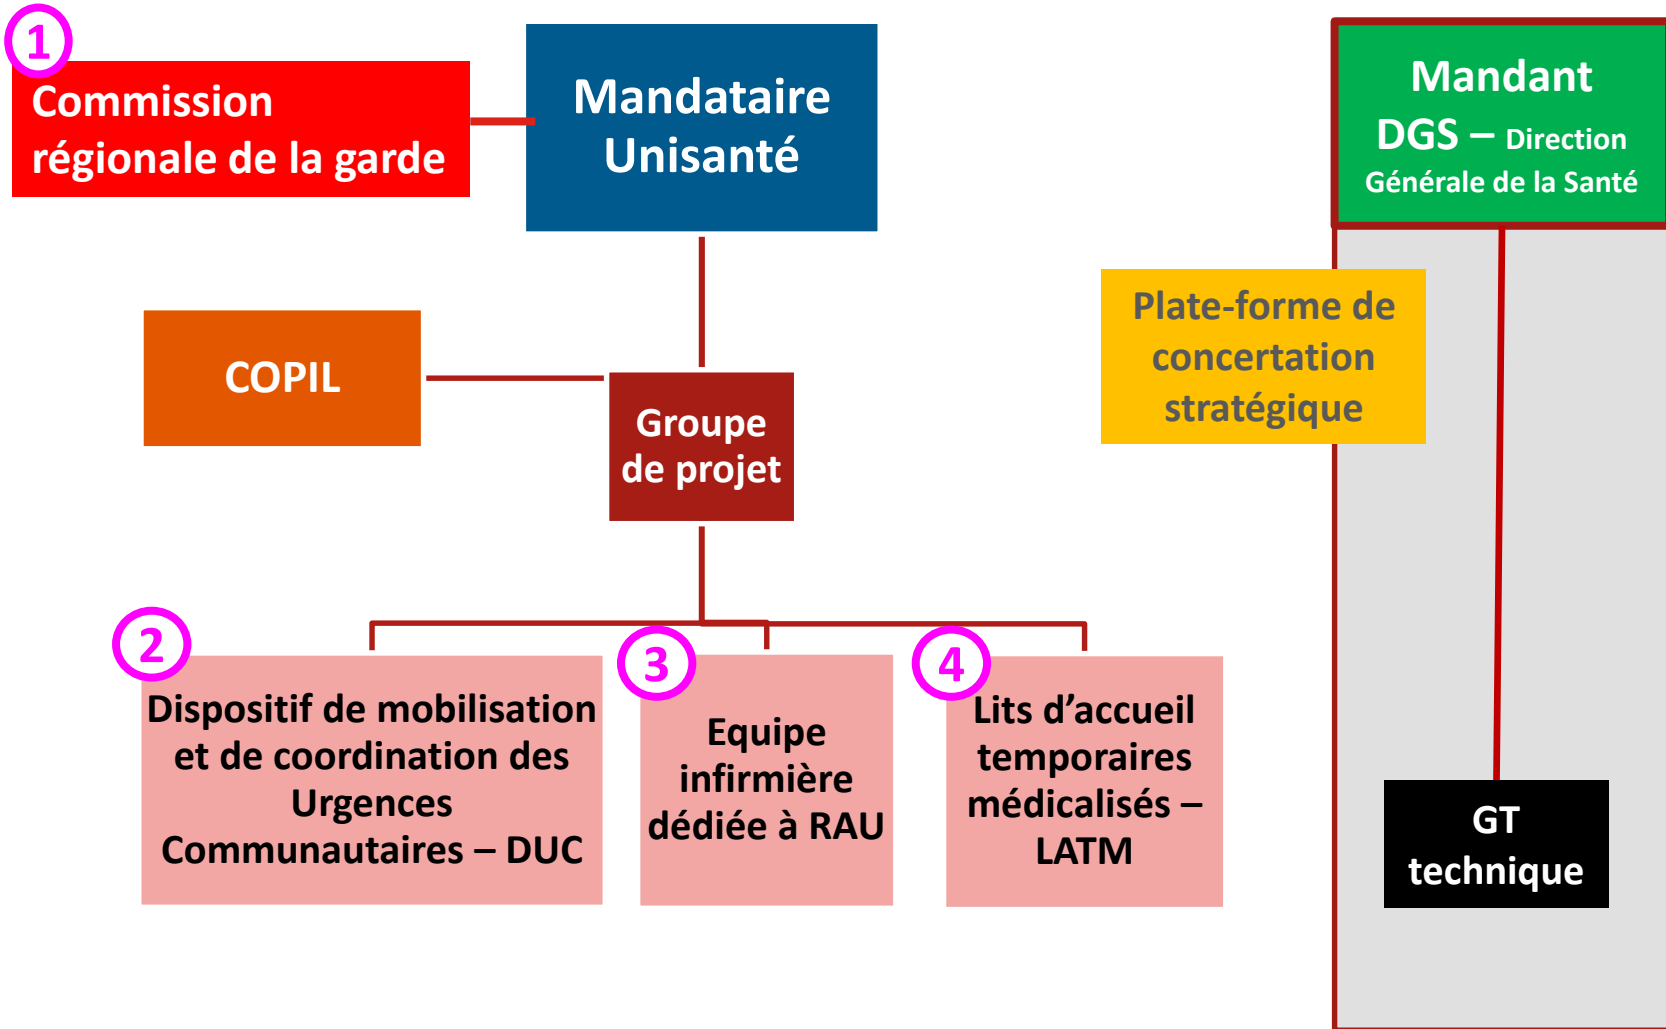 1
Commission
régionale de la garde
Mandataire
Unisanté
Mandant
DGS – Direction
Générale de la Santé
COPIL
Groupe
de projet
Plate-forme de
concertation
stratégique
2
Dispositif de mobilisation
et de coordination des
Urgences
Communautaires – DUC
3
Equipe
infirmière
dédiée à RAU
4
Lits d’accueil
temporaires
médicalisés –
LATM
GT
technique